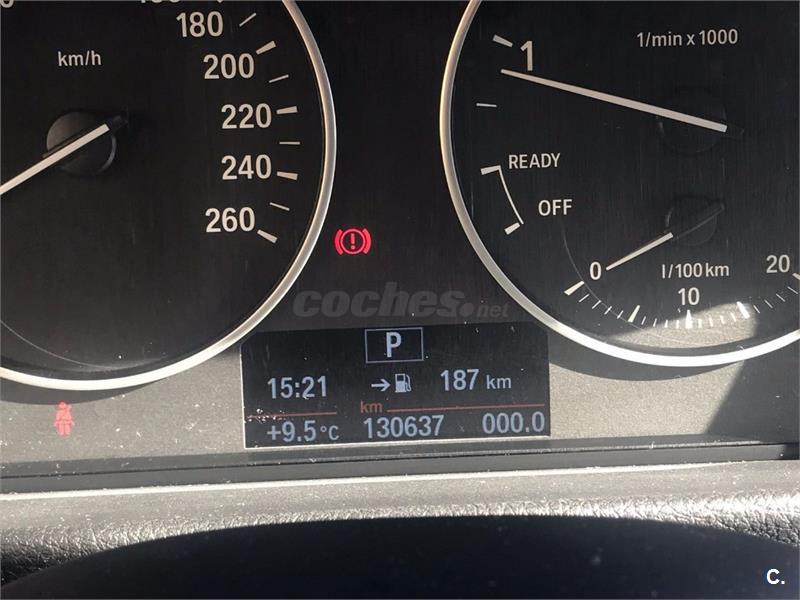 180
km/h
200
220
240
260
1/min x 1000
1
READY
OFF
0
l/100 km
20
10
coches.net
P
15:21
187 km
km
+9.5 °C
130637
000.0
C.